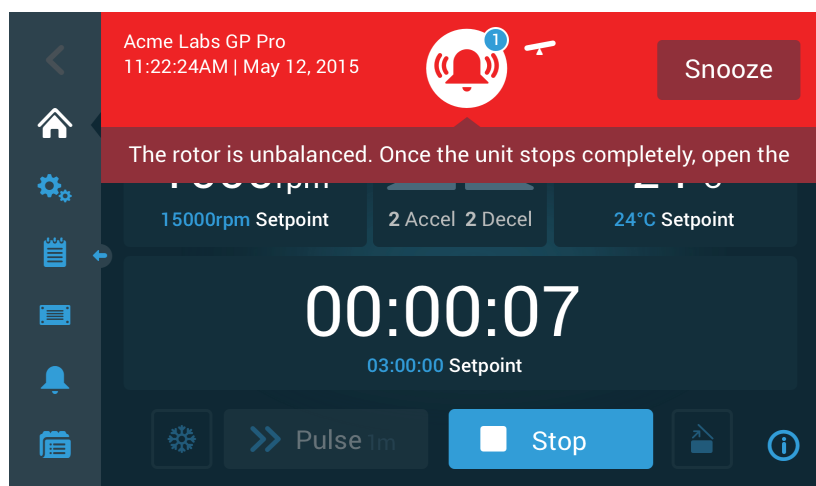 Acme Labs GP Pro
11:22:24AM | May 12, 2015
1
Snooze
The rotor is unbalanced. Once the unit stops completely, open the
rpm
15000rpm Setpoint
2 Accel 2 Decel
24°C Setpoint
00:00:07
03:00:00 Setpoint
Pulse 1m
Stop